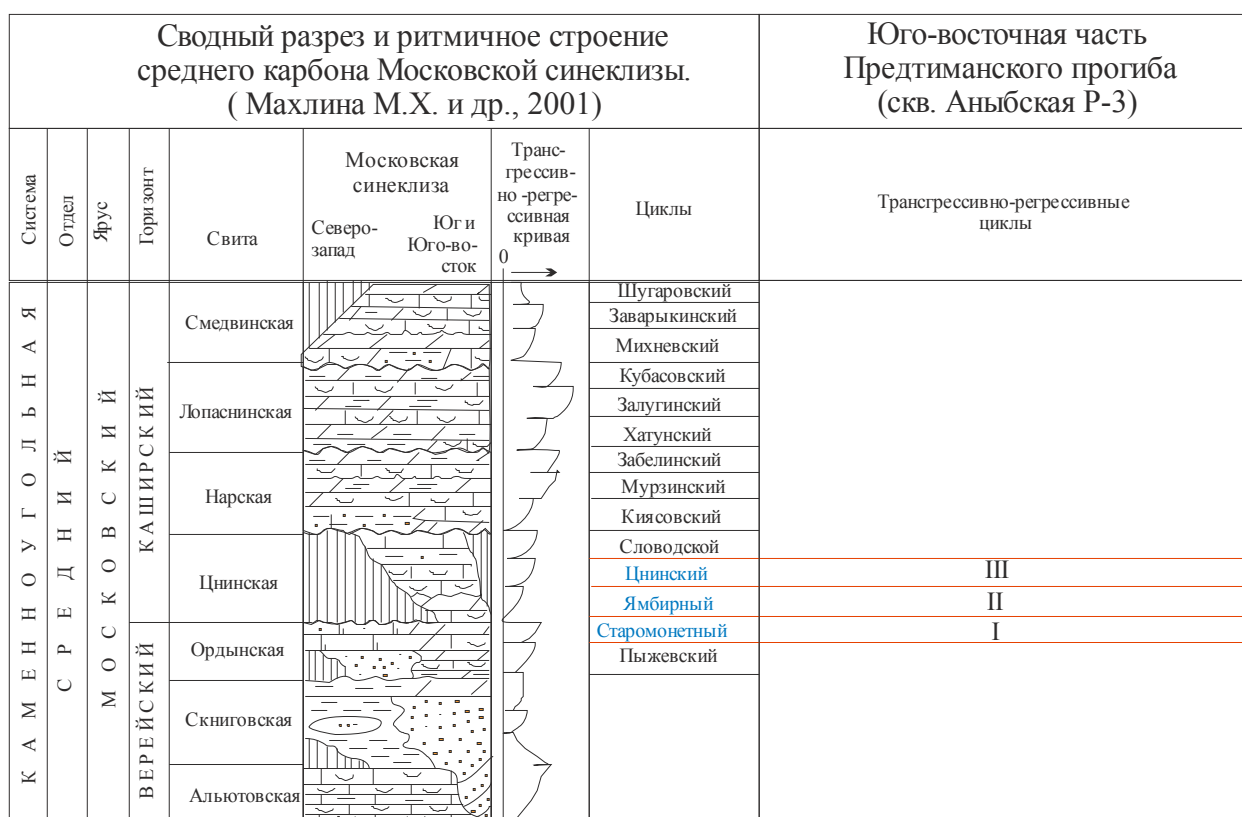 Сводный разрез и ритмичное строение
среднего карбона Московской синеклизы.
( Махлина М.Х. и др., 2001)
Юго-восточная часть
Предтиманского прогиба
(скв. Аныбская Р-3)
Система
Отдел
Ярус
Горизонт
Свита
Московская
синеклиза
Северо-
запад
Юг и
Юго-во-
сток
Транс-
грессив-
но -регре-
ссивная
кривая
0
Циклы
Трансгрессивно-регрессивные
циклы
КАМЕННОУГОЛЬНАЯ
СРЕДНИЙ
МОСКОВСКИЙ
КАШИРСКИЙ
ВЕРЕЙСКИЙ
Смедвинская
Лопаснинская
Нарская
Цнинская
Ордынская
Скниговская
Альютовская
Шугаровский
Заварыкинский
Михневский
Кубасовский
Залугинский
Хатунский
Забелинский
Мурзинский
Киясовский
Словодской
Цнинский
III
Ямбирный
II
Старомонетный
I
Пыжевский